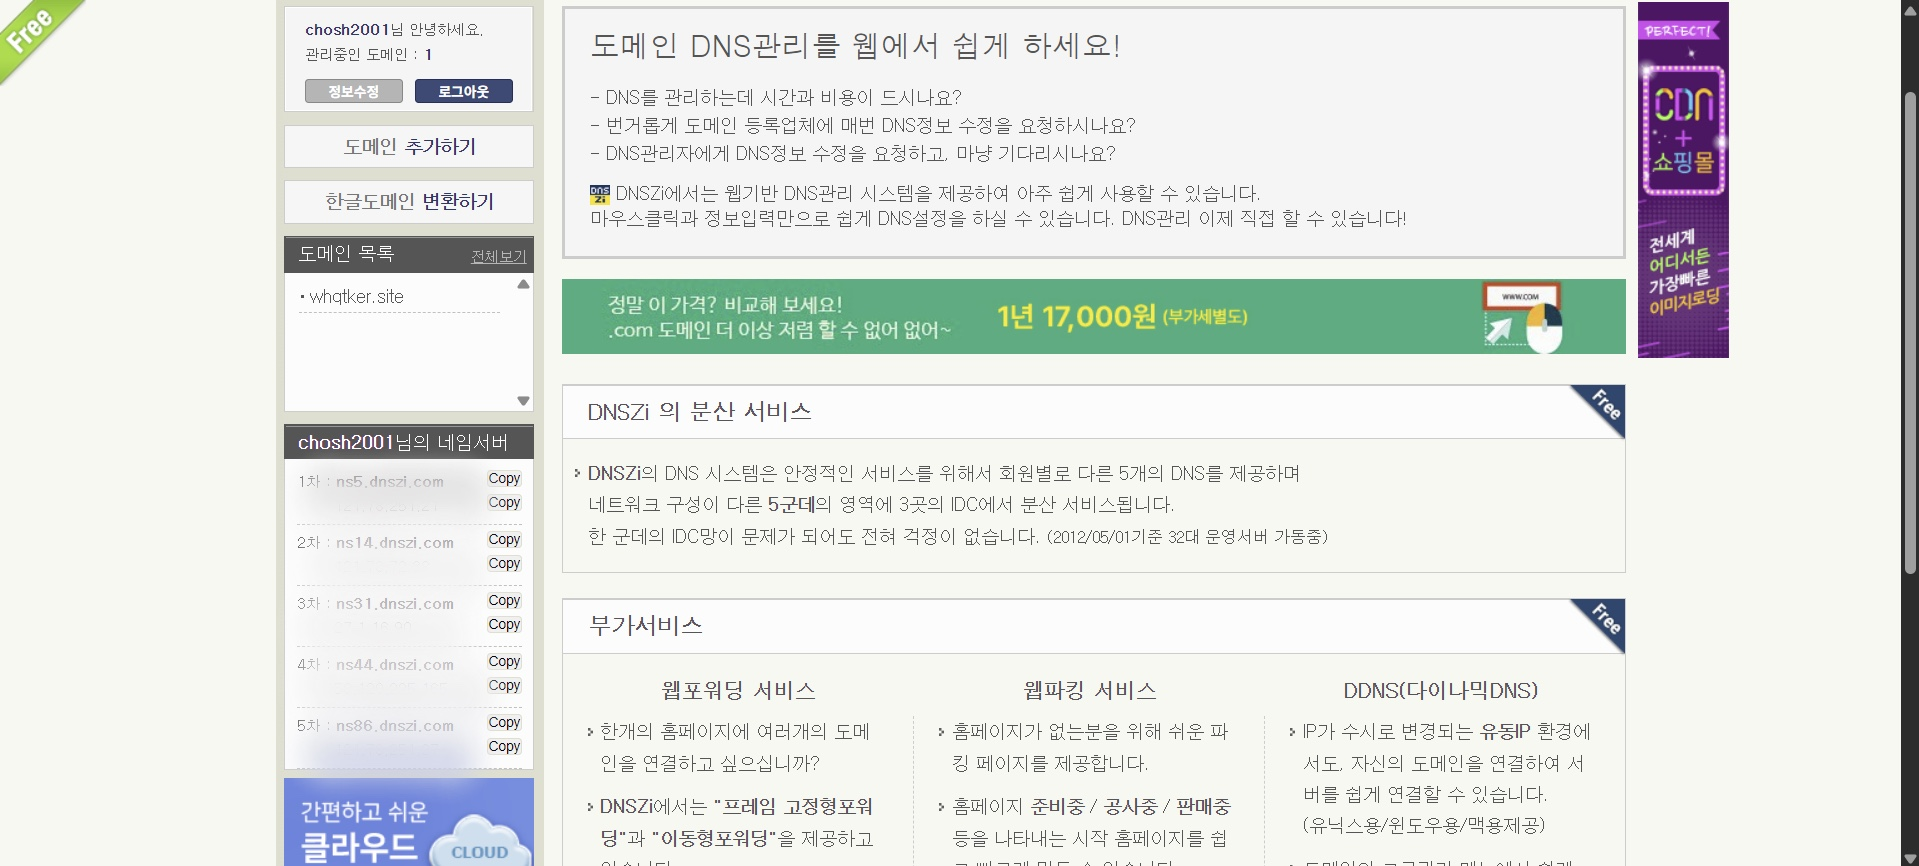 Free
chosh2001님 안녕하세요.
관리중인 도메인 : 1
정보수정
로그아웃
도메인 추가하기
한글도메인 변환하기
도메인 목록
전체보기
whqtker.site
chosh2001님의 네임서버
1차 : ns5.dnszi.com
Copy
Copy
2차 : ns14.dnszi.com
Copy
Copy
3차 : ns31.dnszi.com
Copy
Copy
4차 : ns44.dnszi.com
Copy
Copy
5차 : ns86.dnszi.com
Copy
Copy
간편하고 쉬운
클라우드
CLOUD
도메인 DNS관리를 웹에서 쉽게 하세요!
- DNS를 관리하는데 시간과 비용이 드시나요?
- 번거롭게 도메인 등록업체에 매번 DNS정보 수정을 요청하시나요?
- DNS관리자에게 DNS정보 수정을 요청하고, 마냥 기다리시나요?
DNS
Zi
DNSZi에서는 웹기반 DNS관리 시스템을 제공하여 아주 쉽게 사용할 수 있습니다.
마우스클릭과 정보입력만으로 쉽게 DNS설정을 하실 수 있습니다. DNS관리 이제 직접 할 수 있습니다!
정말 이 가격? 비교해 보세요!
.com 도메인 더 이상 저렴 할 수 없어 없어~
1년 17,000원 (부가세별도)
WWW.COM
DNSZi 의 분산 서비스
Free
DNSZi의 DNS 시스템은 안정적인 서비스를 위해서 회원별로 다른 5개의 DNS를 제공하며
네트워크 구성이 다른 5군데의 영역에 3곳의 IDC에서 분산 서비스됩니다.
한 군데의 IDC망이 문제가 되어도 전혀 걱정이 없습니다. (2012/05/01기준 32대 운영서버 가동중)
부가서비스
Free
웹포워딩 서비스
한개의 홈페이지에 여러개의 도메
인을 연결하고 싶으십니까?
DNSZi에서는 "프레임 고정형포워
딩"과 "이동형포워딩"을 제공하고
웹파킹 서비스
홈페이지가 없는분을 위해 쉬운 파
킹 페이지를 제공합니다.
홈페이지 준비중 / 공사중 / 판매중
등을 나타내는 시작 홈페이지를 쉽
DDNS(다이나믹DNS)
IP가 수시로 변경되는 유동IP 환경에
서도, 자신의 도메인을 연결하여 서
버를 쉽게 연결할 수 있습니다.
(유닉스용/윈도우용/맥용제공)
PERFECT!
CDN
+
쇼핑몰
전세계
어디서든
가장빠른
이미지로딩